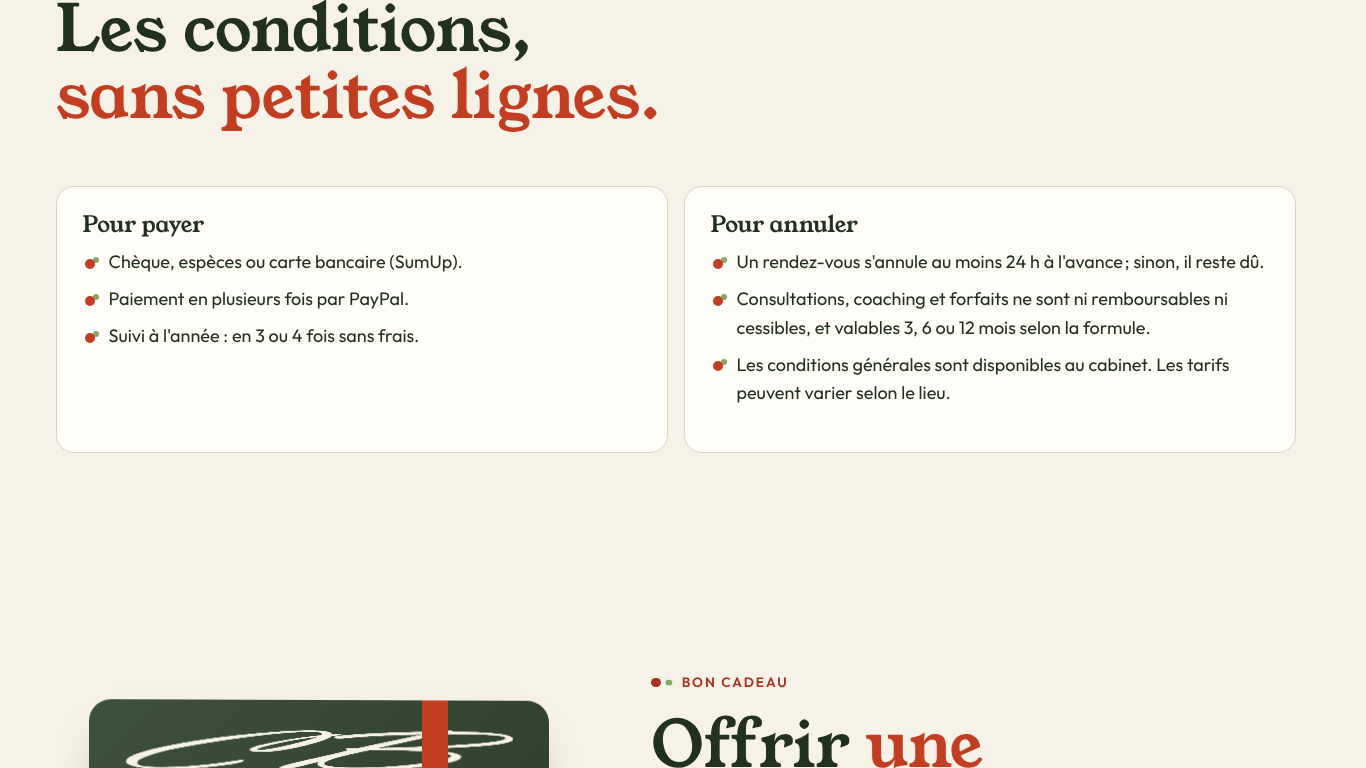 Les conditions,
sans petites lignes.
Pour payer
Chèque, espèces ou carte bancaire (SumUp).
Paiement en plusieurs fois par PayPal.
Suivi à l'année : en 3 ou 4 fois sans frais.
Pour annuler
Un rendez-vous s'annule au moins 24 h à l'avance ; sinon, il reste dû.
Consultations, coaching et forfaits ne sont ni remboursables ni
cessibles, et valables 3, 6 ou 12 mois selon la formule.
Les conditions générales sont disponibles au cabinet. Les tarifs
peuvent varier selon le lieu.
BON CADEAU
Offrir une